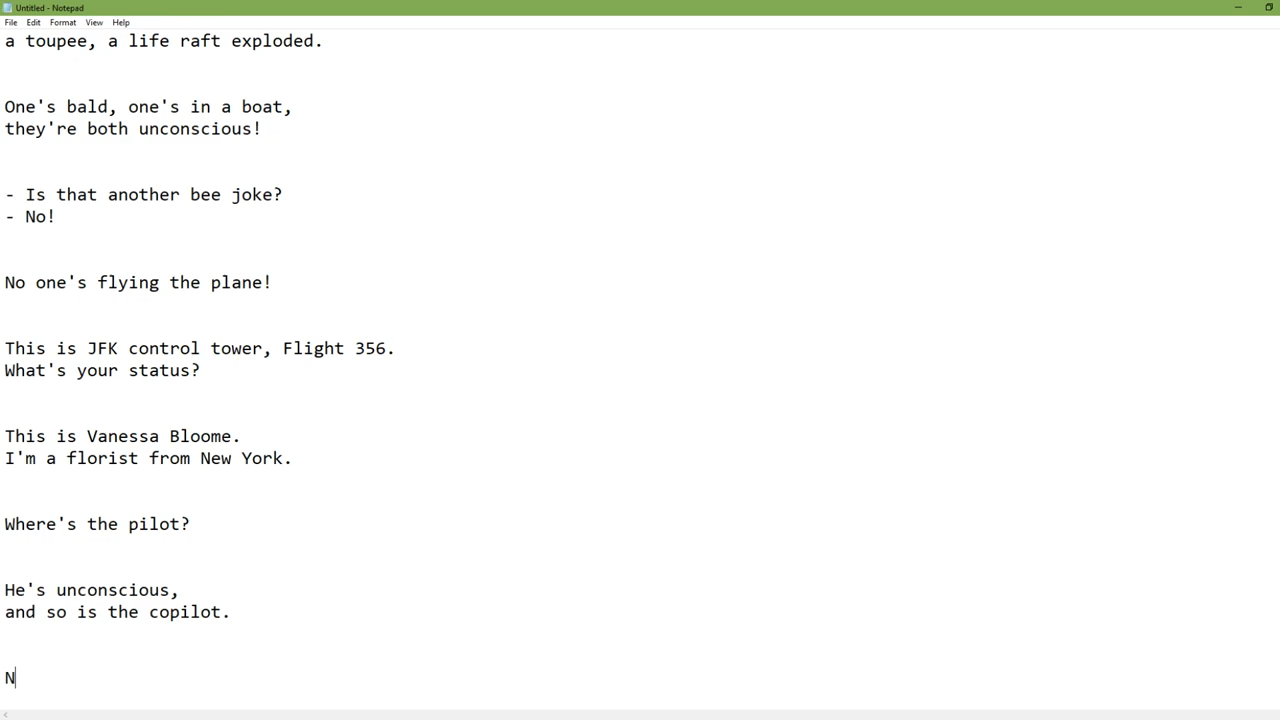 Untitled - Notepad
File Edit Format View Help
a toupee, a life raft exploded.
One's bald, one's in a boat,
they're both unconscious!
- Is that another bee joke?
- No!
No one's flying the plane!
This is JFK control tower, Flight 356.
What's your status?
This is Vanessa Bloome.
I'm a florist from New York.
Where's the pilot?
He's unconscious,
and so is the copilot.
N